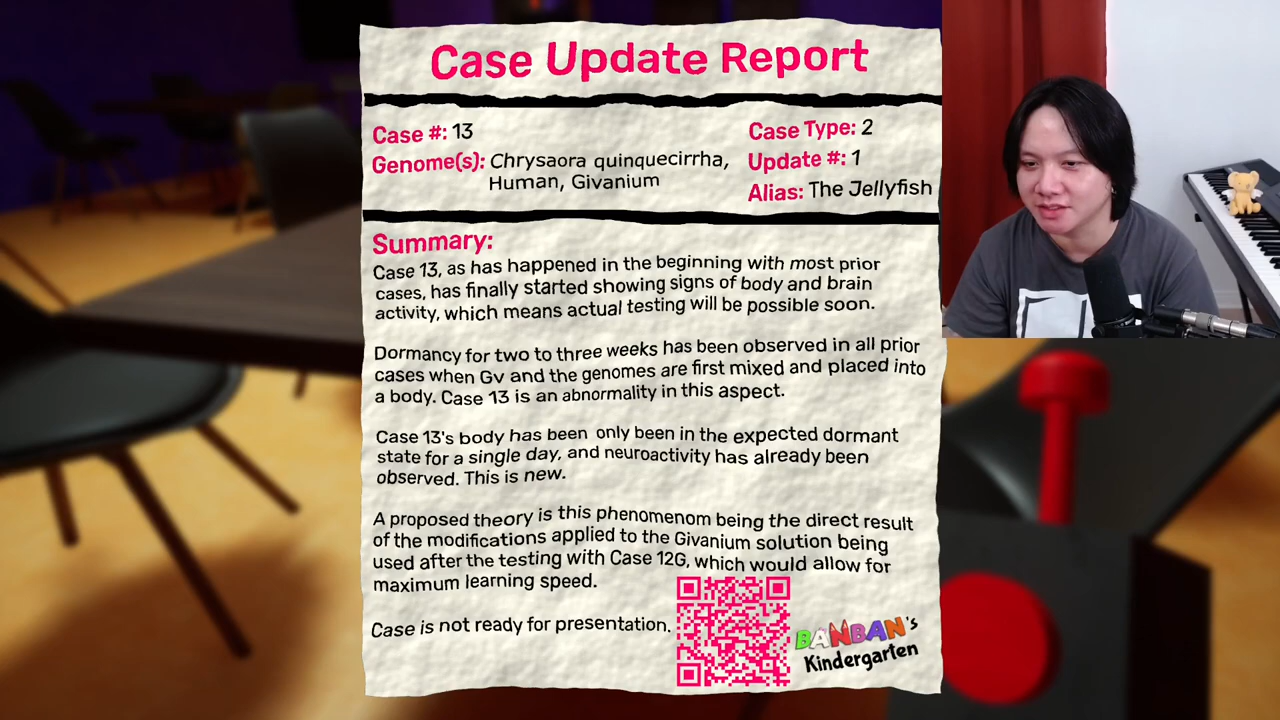 Case Update Report
Case #: 13
Case Type: 2
Genome(s): Chrysaora quinquecirrha,
Human, Givanium
Update #: 1
Alias: The Jellyfish
Summary:
Case 13, as has happened in the beginning with most prior
cases, has finally started showing signs of body and brain
activity, which means actual testing will be possible soon.
Dormancy for two to three weeks has been observed in all prior
cases when Gv and the genomes are first mixed and placed into
a body. Case 13 is an abnormality in this aspect.
Case 13's body has been only been in the expected dormant
state for a single day, and neuroactivity has already been
observed. This is new.
A proposed theory is this phenomenom being the direct result
of the modifications applied to the Givanium solution being
used after the testing with Case 12G, which would allow for
maximum learning speed.
Case is not ready for presentation.
BANBAN's
Kindergarten